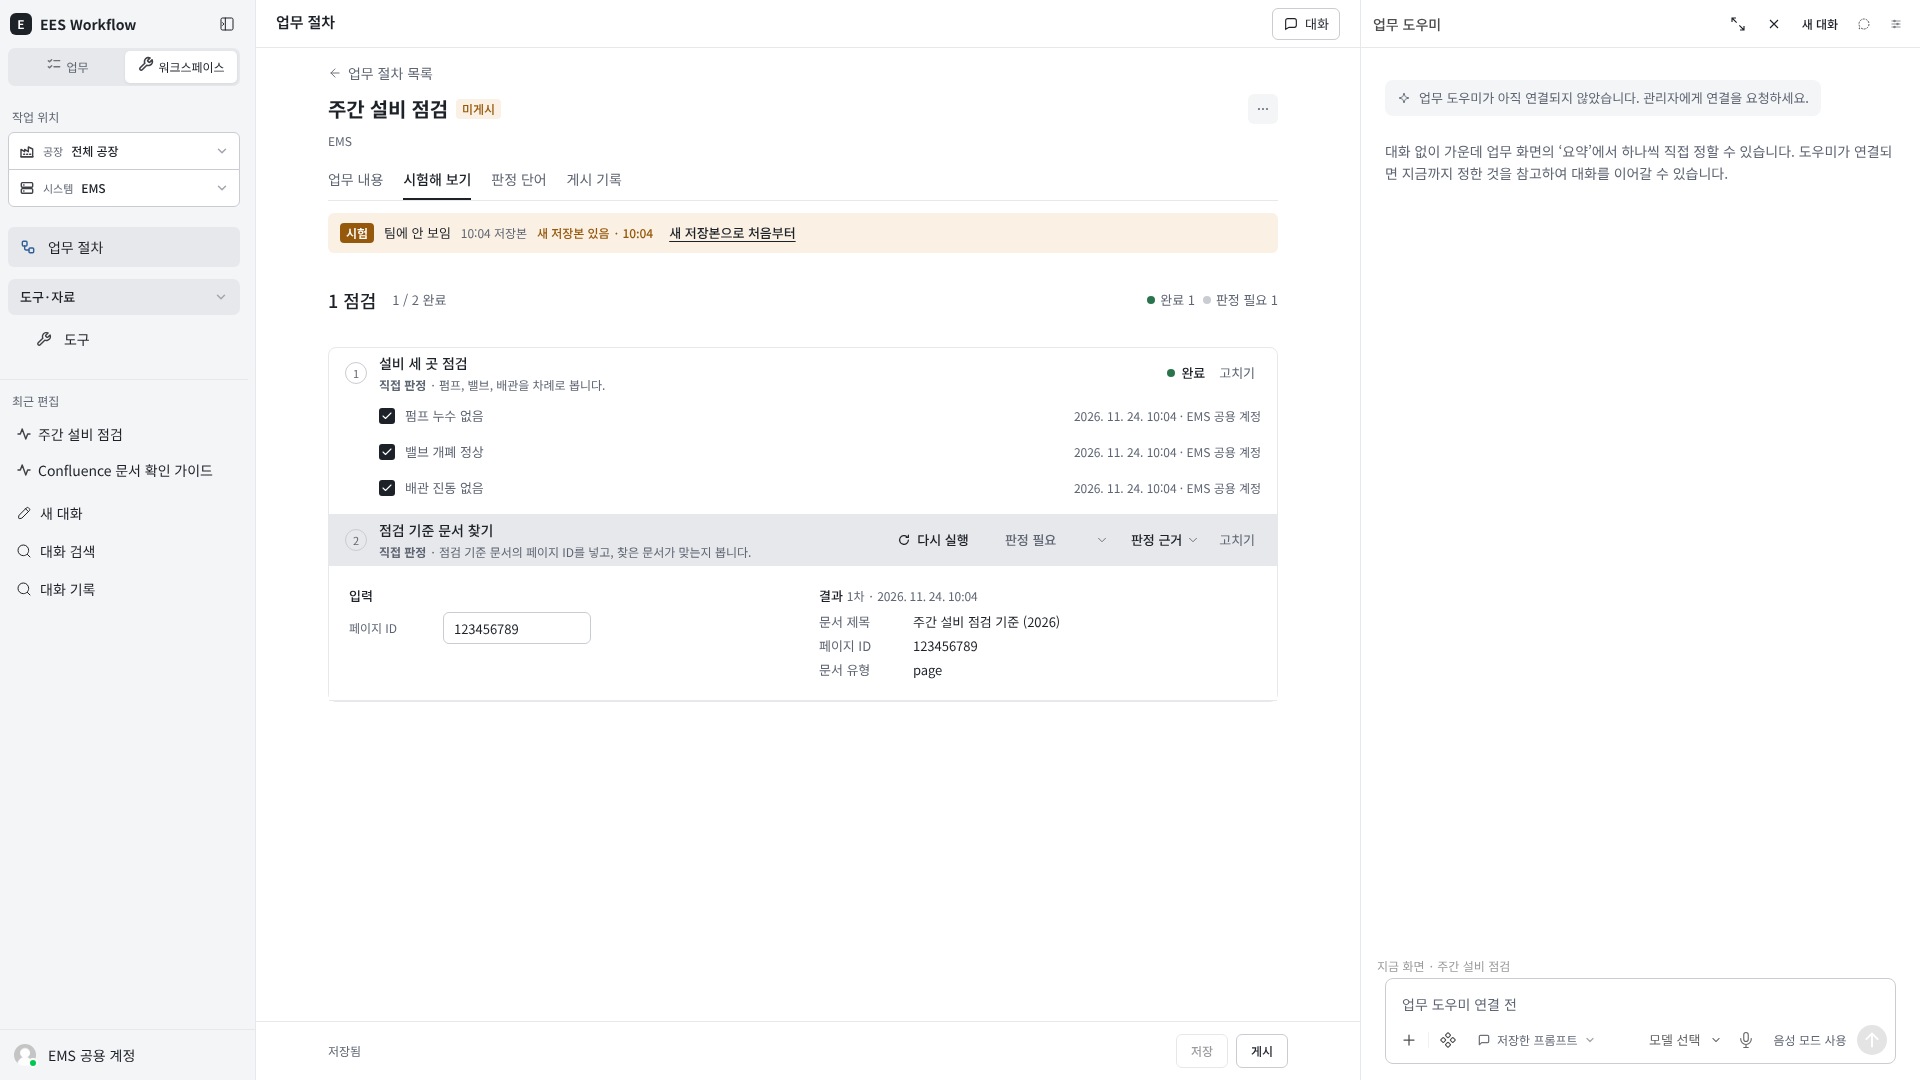 E EES Workflow
업무
워크스페이스
작업 위치
공장 전체 공장
시스템 EMS
업무 절차
도구·자료
도구
최근 편집
주간 설비 점검
Confluence 문서 확인 가이드
새 대화
대화 검색
대화 기록
EMS 공용 계정
업무 절차
대화
업무 절차 목록
주간 설비 점검 미게시
EMS
업무 내용 시험해 보기 판정 단어 게시 기록
시험 팀에 안 보임 10:04 저장본 새 저장본 있음 · 10:04 새 저장본으로 처음부터
1 점검 1 / 2 완료 완료 1 판정 필요 1
1 설비 세 곳 점검
직접 판정 · 펌프, 밸브, 배관을 차례로 봅니다.
완료 고치기
펌프 누수 없음 2026. 11. 24. 10:04 · EMS 공용 계정
밸브 개폐 정상 2026. 11. 24. 10:04 · EMS 공용 계정
배관 진동 없음 2026. 11. 24. 10:04 · EMS 공용 계정
2 점검 기준 문서 찾기
직접 판정 · 점검 기준 문서의 페이지 ID를 넣고, 찾은 문서가 맞는지 봅니다.
다시 실행 판정 필요 판정 근거 고치기
입력
페이지 ID 123456789
결과 1차 · 2026. 11. 24. 10:04
문서 제목 주간 설비 점검 기준 (2026)
페이지 ID 123456789
문서 유형 page
저장됨 저장 게시
업무 도우미 새 대화
업무 도우미가 아직 연결되지 않았습니다. 관리자에게 연결을 요청하세요.
대화 없이 가운데 업무 화면의 ‘요약’에서 하나씩 직접 정할 수 있습니다. 도우미가 연결되
면 지금까지 정한 것을 참고하여 대화를 이어갈 수 있습니다.
지금 화면 · 주간 설비 점검
업무 도우미 연결 전
저장한 프롬프트 모델 선택 음성 모드 사용